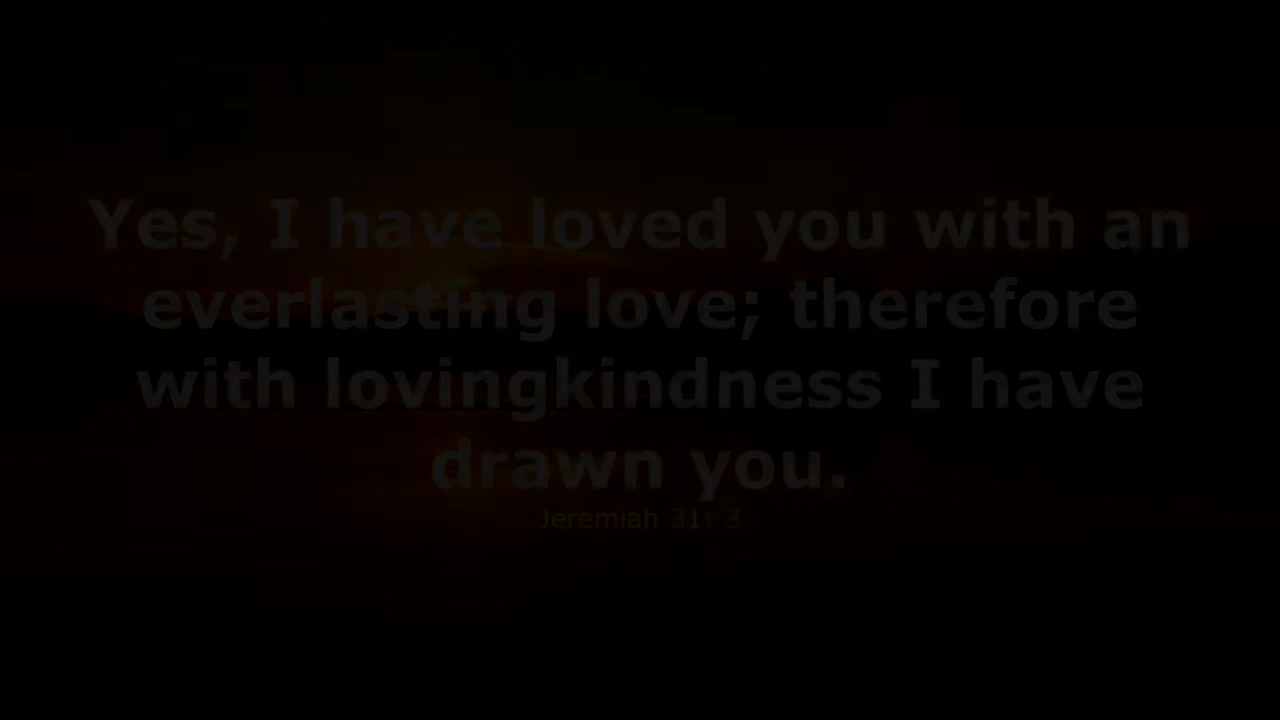 Yes, I have loved you with an
everlasting love; therefore
with lovingkindness I have
drawn you.
Jeremiah 31: 3